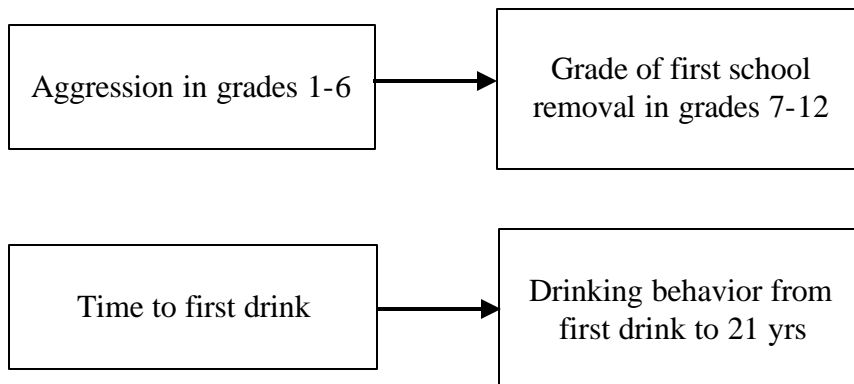 Aggression in grades 1-6
Grade of first school
removal in grades 7-12
Time to first drink
Drinking behavior from
first drink to 21 yrs